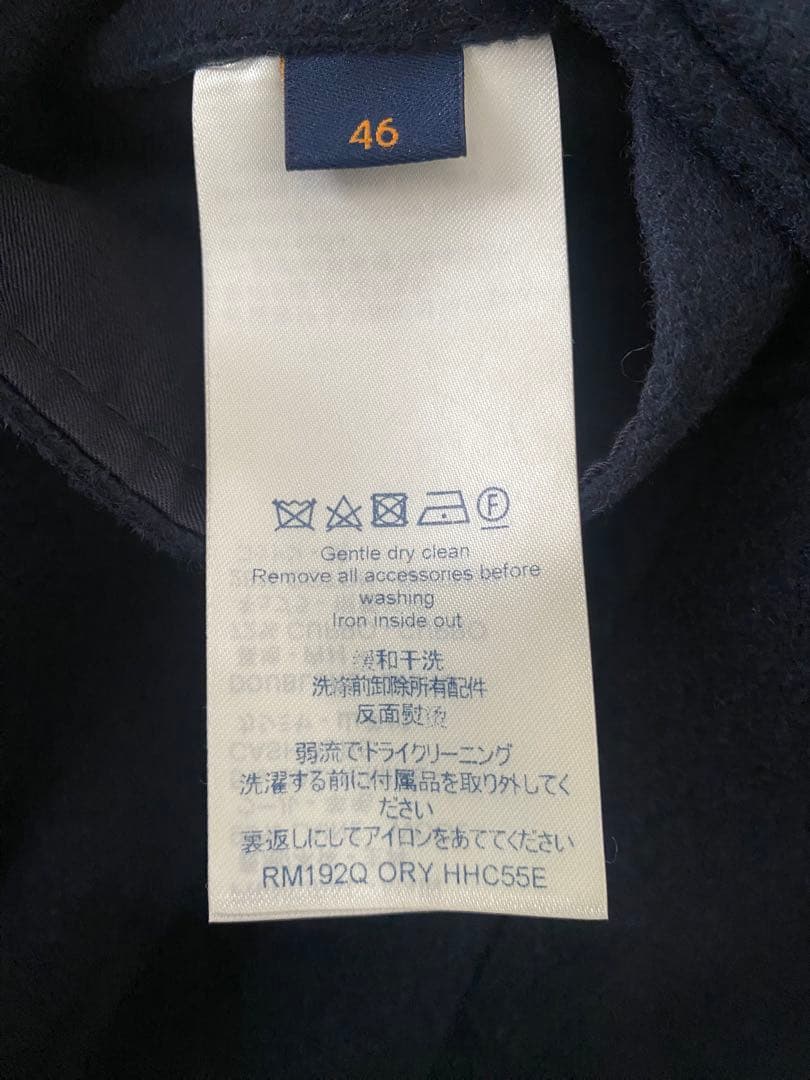 46
F
Gentle dry clean
Remove all accessories before
washing
Iron inside out
缓和干洗
洗涤前卸除所有配件
反面熨烫
弱流でドライクリーニング
洗濯する前に付属品を取り外してく
ださい
裏返しにしてアイロンをあててください
RM192Q ORY HHC55E